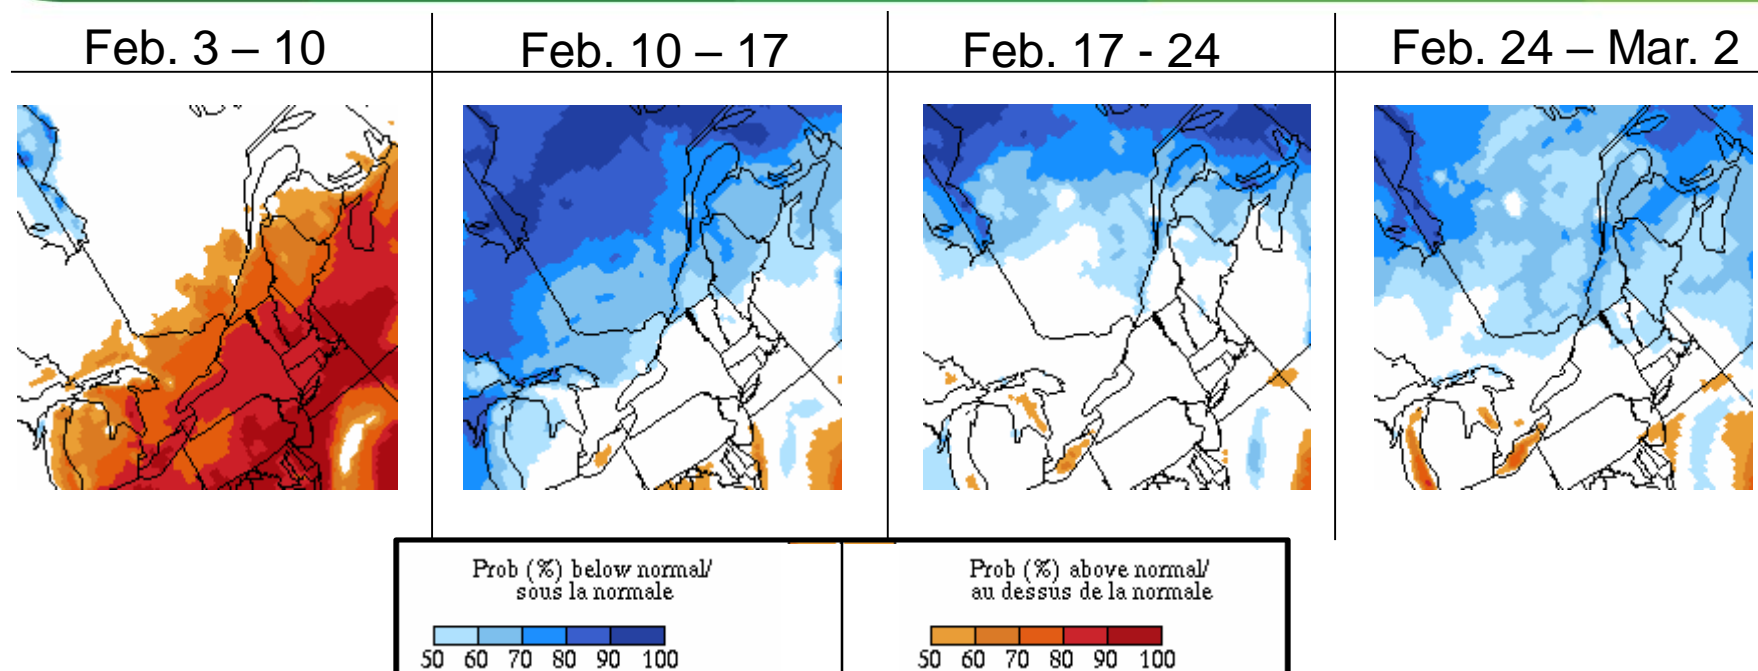 Feb. 3 – 10
Feb. 10 – 17
Feb. 17 - 24
Feb. 24 – Mar. 2
Prob (%) below normal/
sous la normale
50 60 70 80 90 100
Prob (%) above normal/
au dessus de la normale
50 60 70 80 90 100